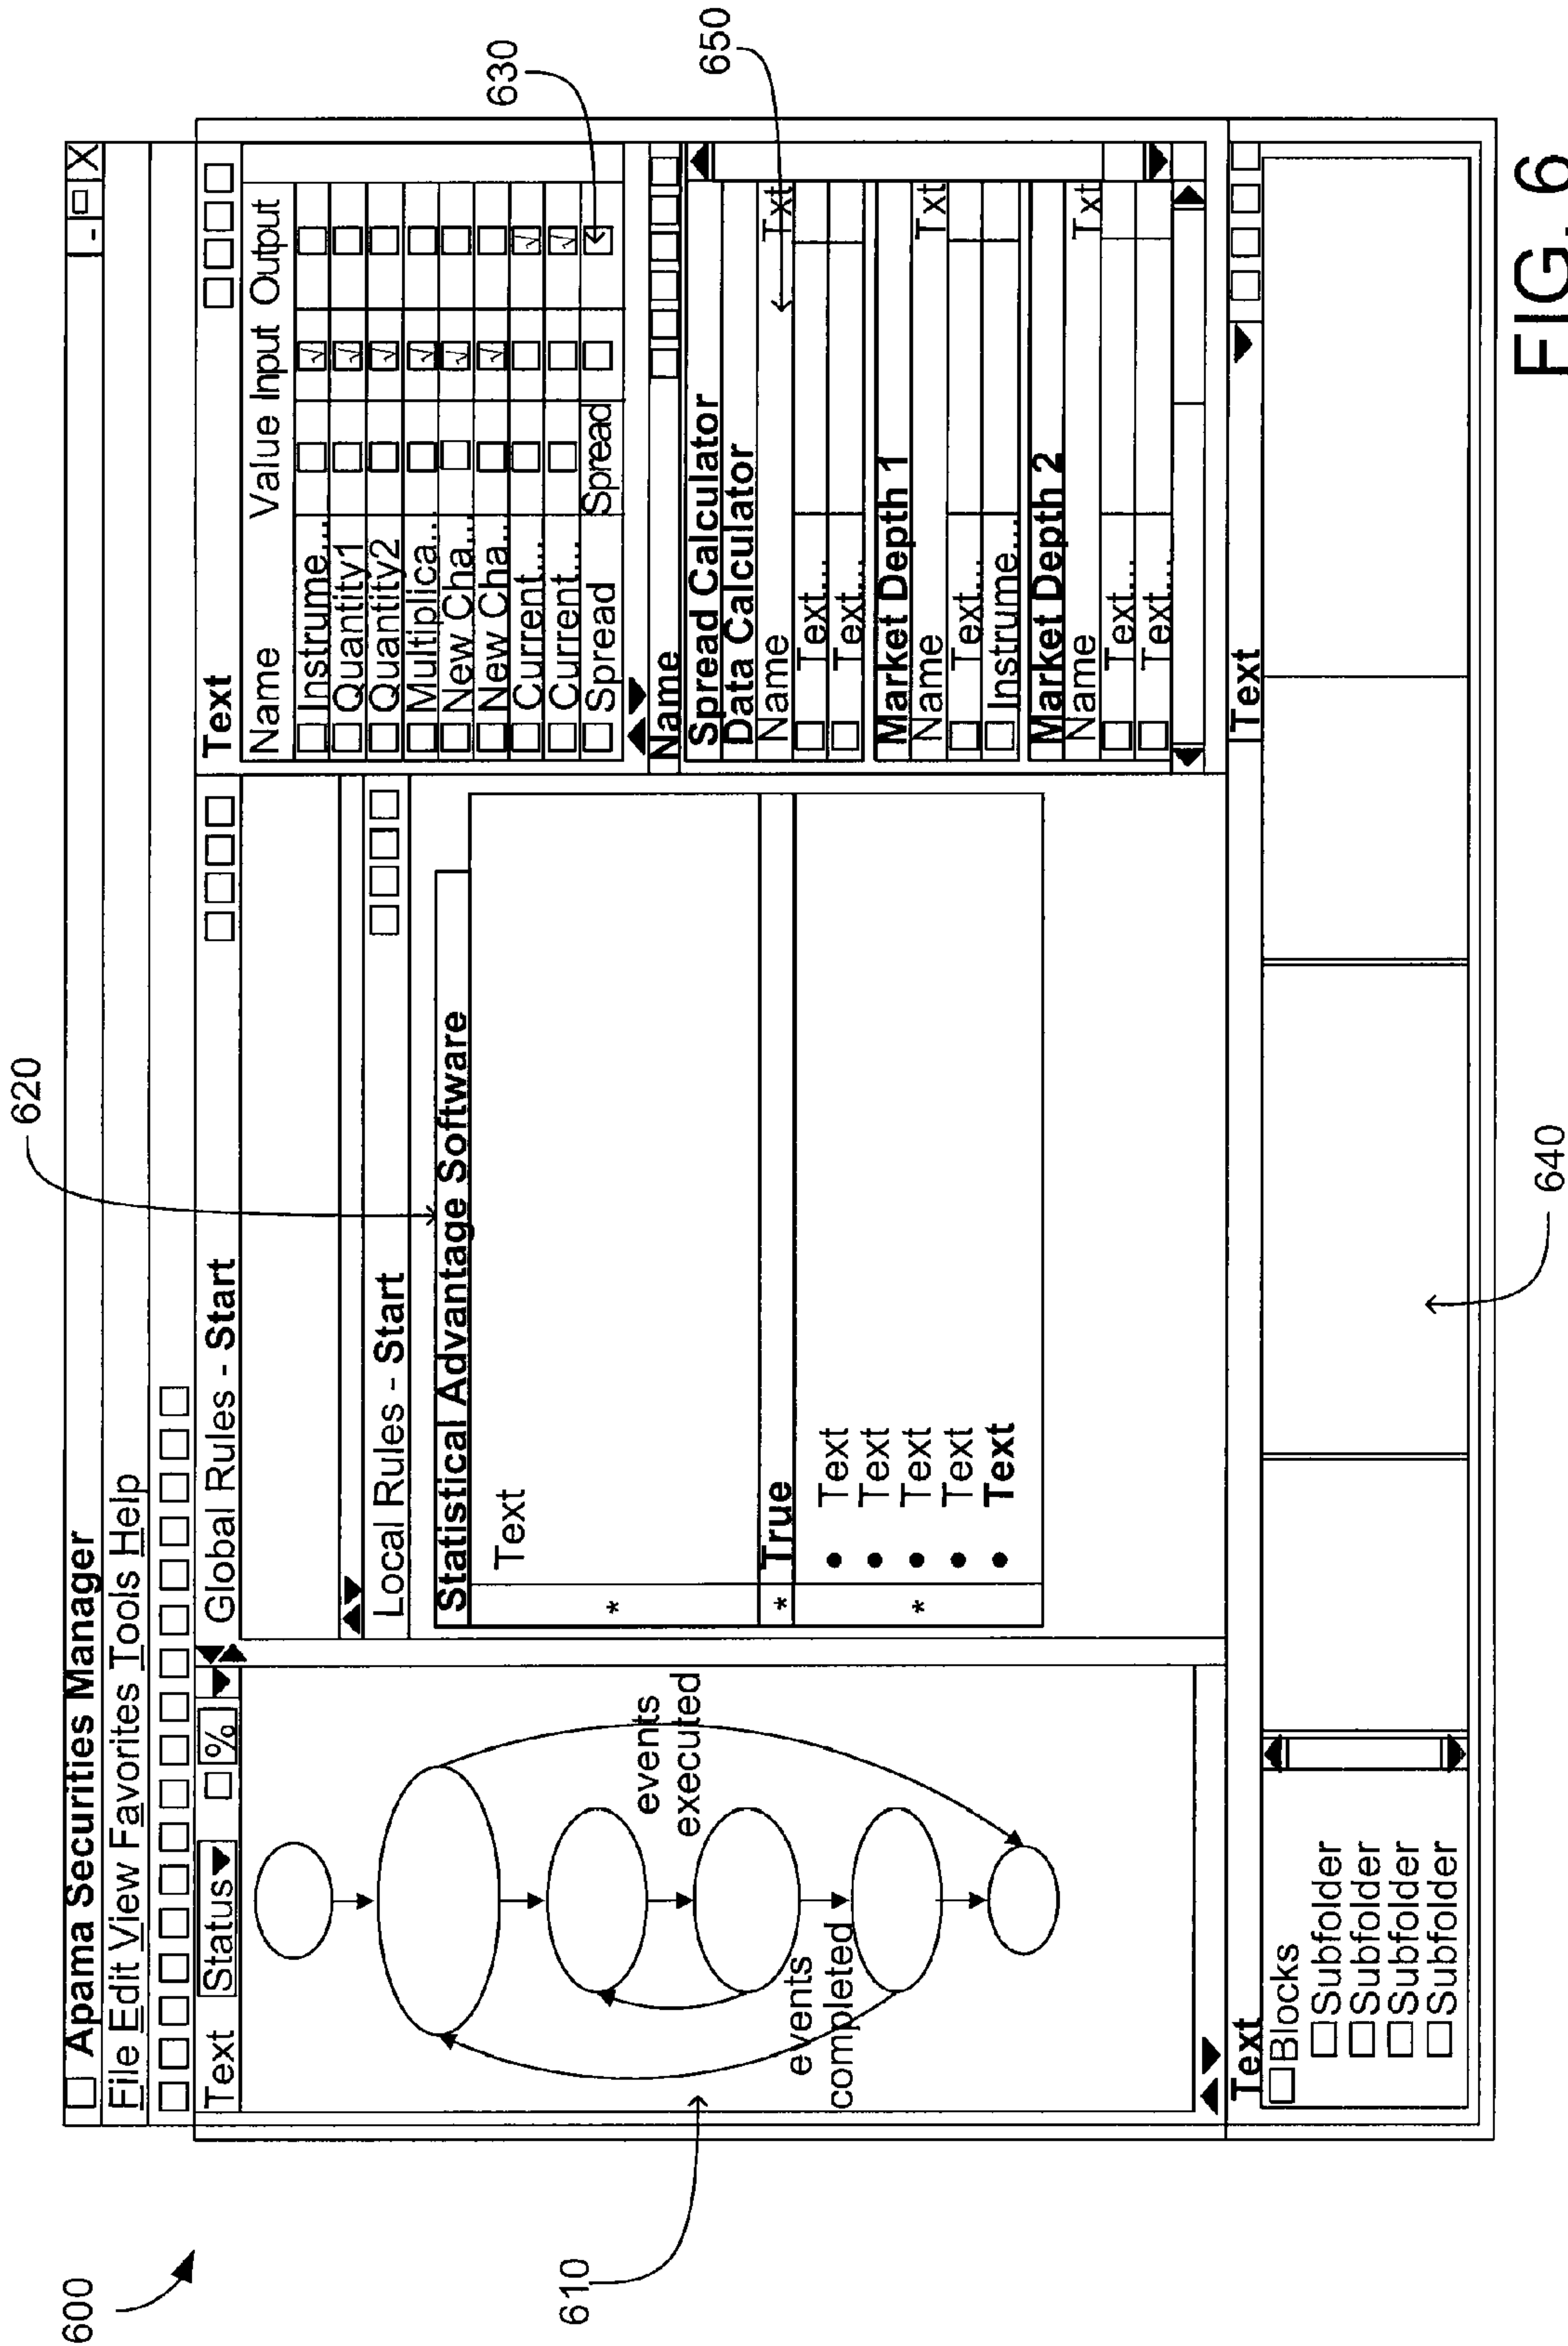 600
620
Apama Securities Manager
File Edit View Favorites Tools Help
Text Status %
events
executed
events
completed
610
Global Rules - Start
Local Rules - Start
Statistical Advantage Software
* Text
* True
* • Text
• Text
• Text
• Text
• Text
Text
Name Value Input Output
Instrume...
Quantity1
Quantity2
Multiplica...
New Cha...
New Cha...
Current...
Current...
Spread Spread
630
Name
Spread Calculator
Data Calculator
Name Txt
Text...
Text...
Market Depth 1
Name Txt
Text...
Instrume...
Market Depth 2
Name Txt
Text...
Text...
650
Text
Blocks
Subfolder
Subfolder
Subfolder
Subfolder
Text
640
FIG. 6